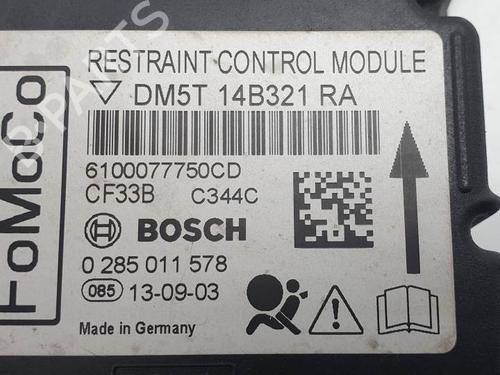 RESTRAINT CONTROL MODULE
DM5T 14B321 RA
6100077750CD
CF33B C344C
BOSCH
0 285 011 578
085 13-09-03
Made in Germany
FoMoCo
PARTS